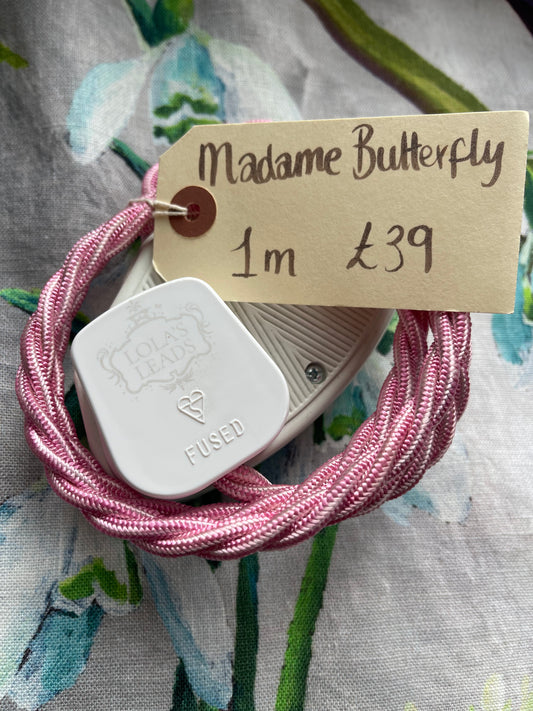 Madame Butterfly
1m £39
LOLA'S
LEADS
FUSED